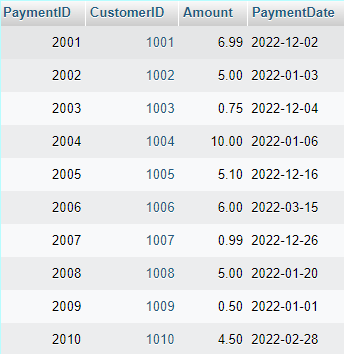 PaymentID CustomerID Amount PaymentDate
2001 1001 6.99 2022-12-02
2002 1002 5.00 2022-01-03
2003 1003 0.75 2022-12-04
2004 1004 10.00 2022-01-06
2005 1005 5.10 2022-12-16
2006 1006 6.00 2022-03-15
2007 1007 0.99 2022-12-26
2008 1008 5.00 2022-01-20
2009 1009 0.50 2022-01-01
2010 1010 4.50 2022-02-28